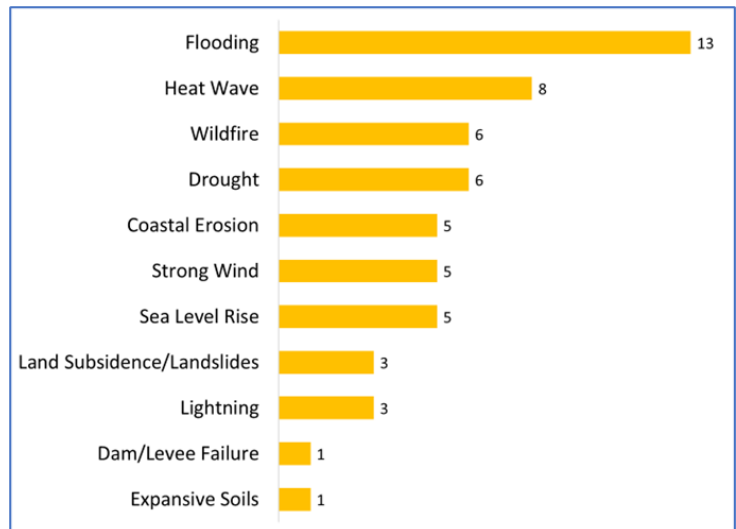 Flooding 13
Heat Wave 8
Wildfire 6
Drought 6
Coastal Erosion 5
Strong Wind 5
Sea Level Rise 5
Land Subsidence/Landslides 3
Lightning 3
Dam/Levee Failure 1
Expansive Soils 1